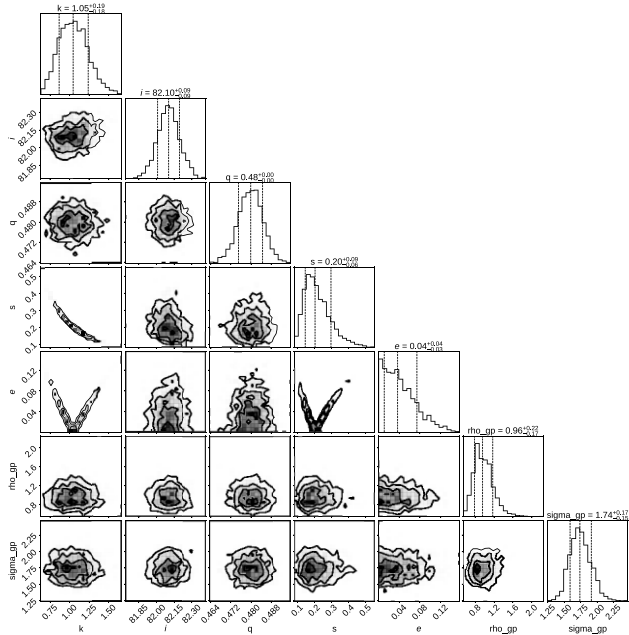 k = 1.05+0.19−0.18
i = 82.10+0.09−0.09
q = 0.48+0.00−0.00
s = 0.20+0.09−0.06
e = 0.04+0.04−0.03
rho_gp = 0.96+0.22−0.17
sigma_gp = 1.74+0.17−0.15
i
82.30
82.15
82.00
81.85
q
0.488
0.480
0.472
0.464
s
0.5
0.4
0.3
0.2
0.1
e
0.12
0.08
0.04
rho_gp
2.0
1.6
1.2
0.8
sigma_gp
2.25
2.00
1.75
1.50
1.25
0.75 1.00 1.25 1.50
81.85 82.00 82.15 82.30
0.464 0.472 0.480 0.488
0.1 0.2 0.3 0.4 0.5
0.04 0.08 0.12
0.8 1.2 1.6 2.0
1.25 1.50 1.75 2.00 2.25
k i q s e rho_gp sigma_gp